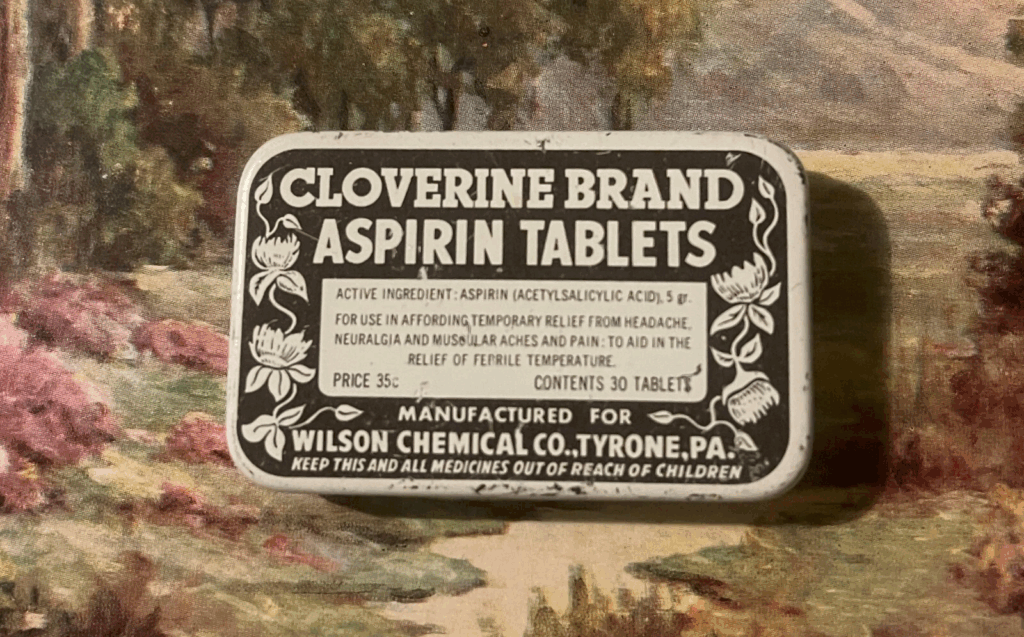 CLOVERINE BRAND
ASPIRIN TABLETS
ACTIVE INGREDIENT: ASPIRIN (ACETYLSALICYLIC ACID), 5 gr.
FOR USE IN AFFORDING TEMPORARY RELIEF FROM HEADACHE,
NEURALGIA AND MUSCULAR ACHES AND PAIN: TO AID IN THE
RELIEF OF FEBRILE TEMPERATURE.
PRICE 35c CONTENTS 30 TABLETS
MANUFACTURED FOR
WILSON CHEMICAL CO., TYRONE, PA.
KEEP THIS AND ALL MEDICINES OUT OF REACH OF CHILDREN